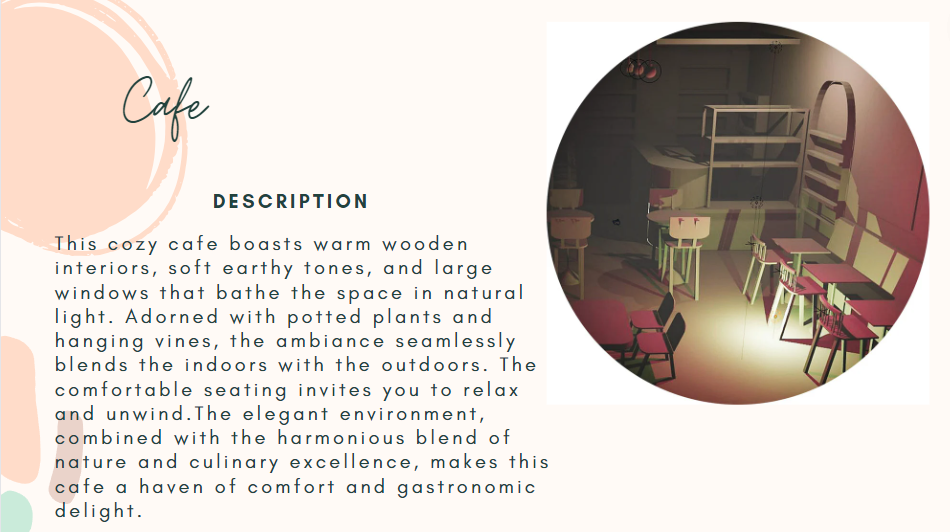 Cafe
DESCRIPTION
This cozy cafe boasts warm wooden
interiors, soft earthy tones, and large
windows that bathe the space in natural
light. Adorned with potted plants and
hanging vines, the ambiance seamlessly
blends the indoors with the outdoors. The
comfortable seating invites you to relax
and unwind.The elegant environment,
combined with the harmonious blend of
nature and culinary excellence, makes this
cafe a haven of comfort and gastronomic
delight.